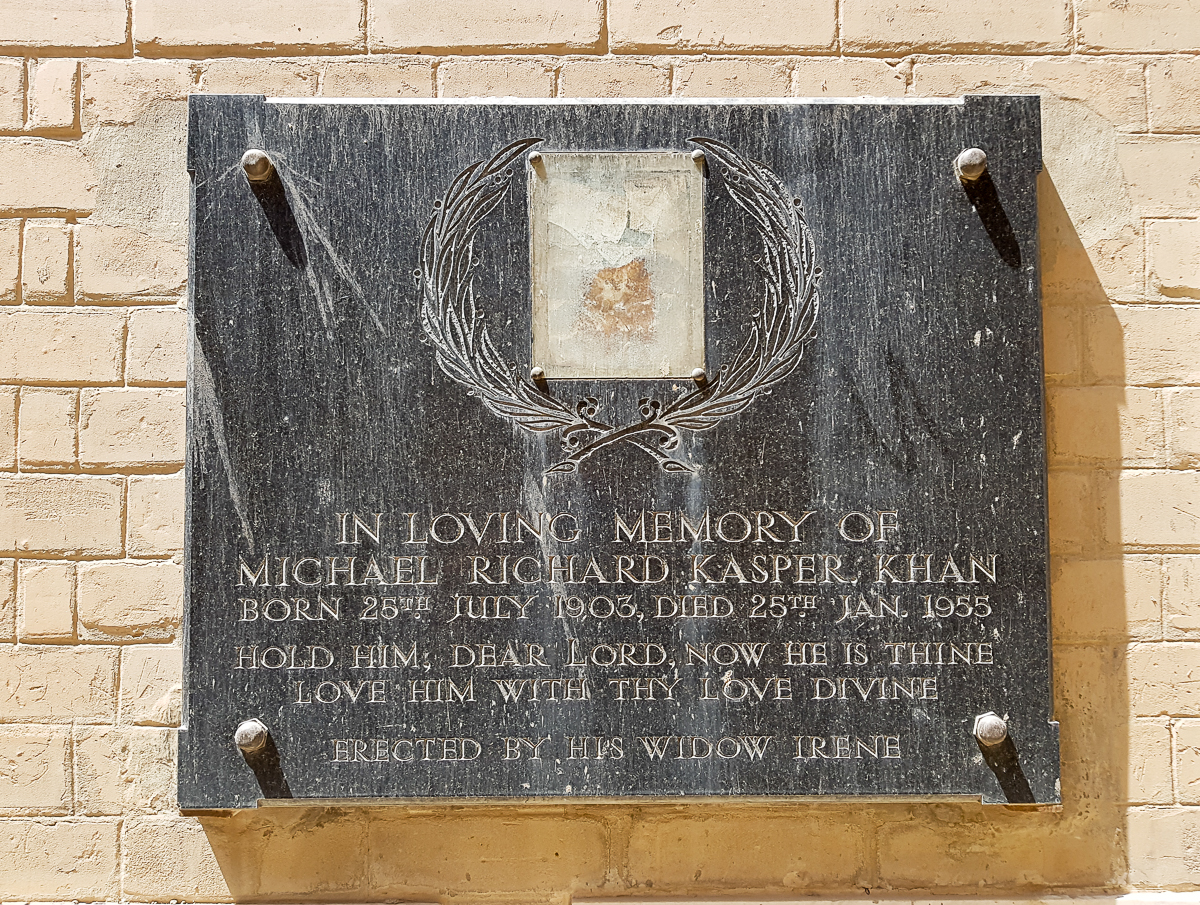 IN LOVING MEMORY OF
MICHAEL RICHARD KASPER KHAN
BORN 25TH JULY 1903, DIED 25TH JAN. 1955
HOLD HIM, DEAR LORD, NOW HE IS THINE
LOVE HIM WITH THY LOVE DIVINE
ERECTED BY HIS WIDOW IRENE